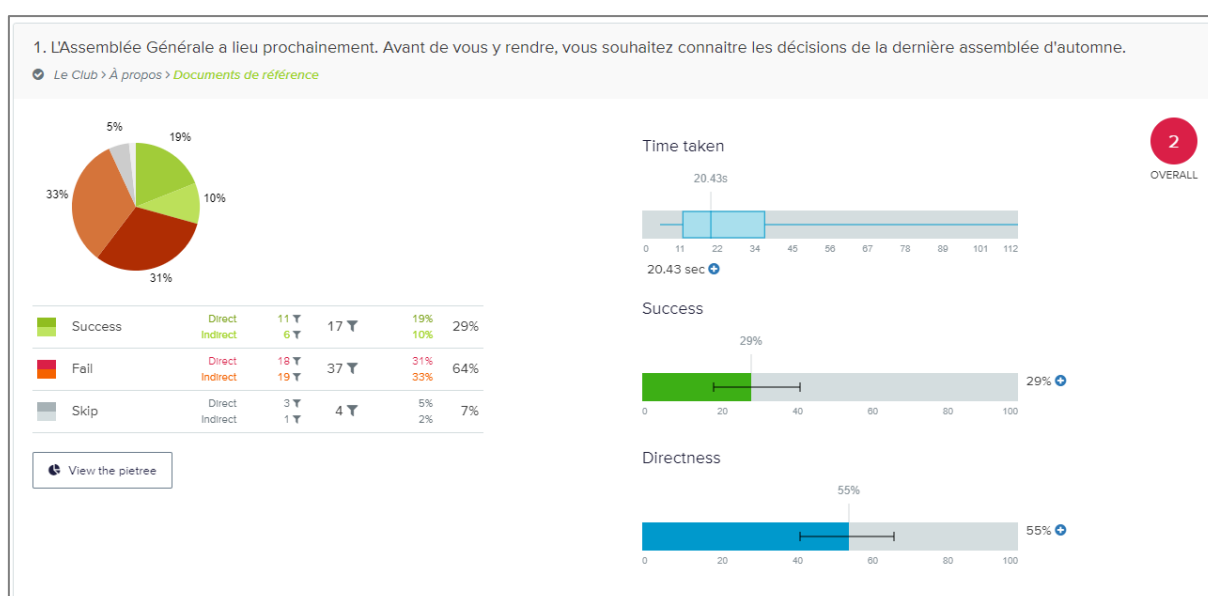 1. L'Assemblée Générale a lieu prochainement. Avant de vous y rendre, vous souhaitez connaitre les décisions de la dernière assemblée d'automne.
Le Club > À propos > Documents de référence
5%
19%
33%
10%
31%
Success Direct 11 17 19% 29%
Indirect 6 10%
Fail Direct 18 37 31% 64%
Indirect 19 33%
Skip Direct 3 4 5% 7%
Indirect 1 2%
View the pietree
Time taken
20.43s
0 11 22 34 45 56 67 78 89 101 112
20.43 sec
Success
29%
29%
0 20 40 60 80 100
Directness
55%
55%
0 20 40 60 80 100
2
OVERALL